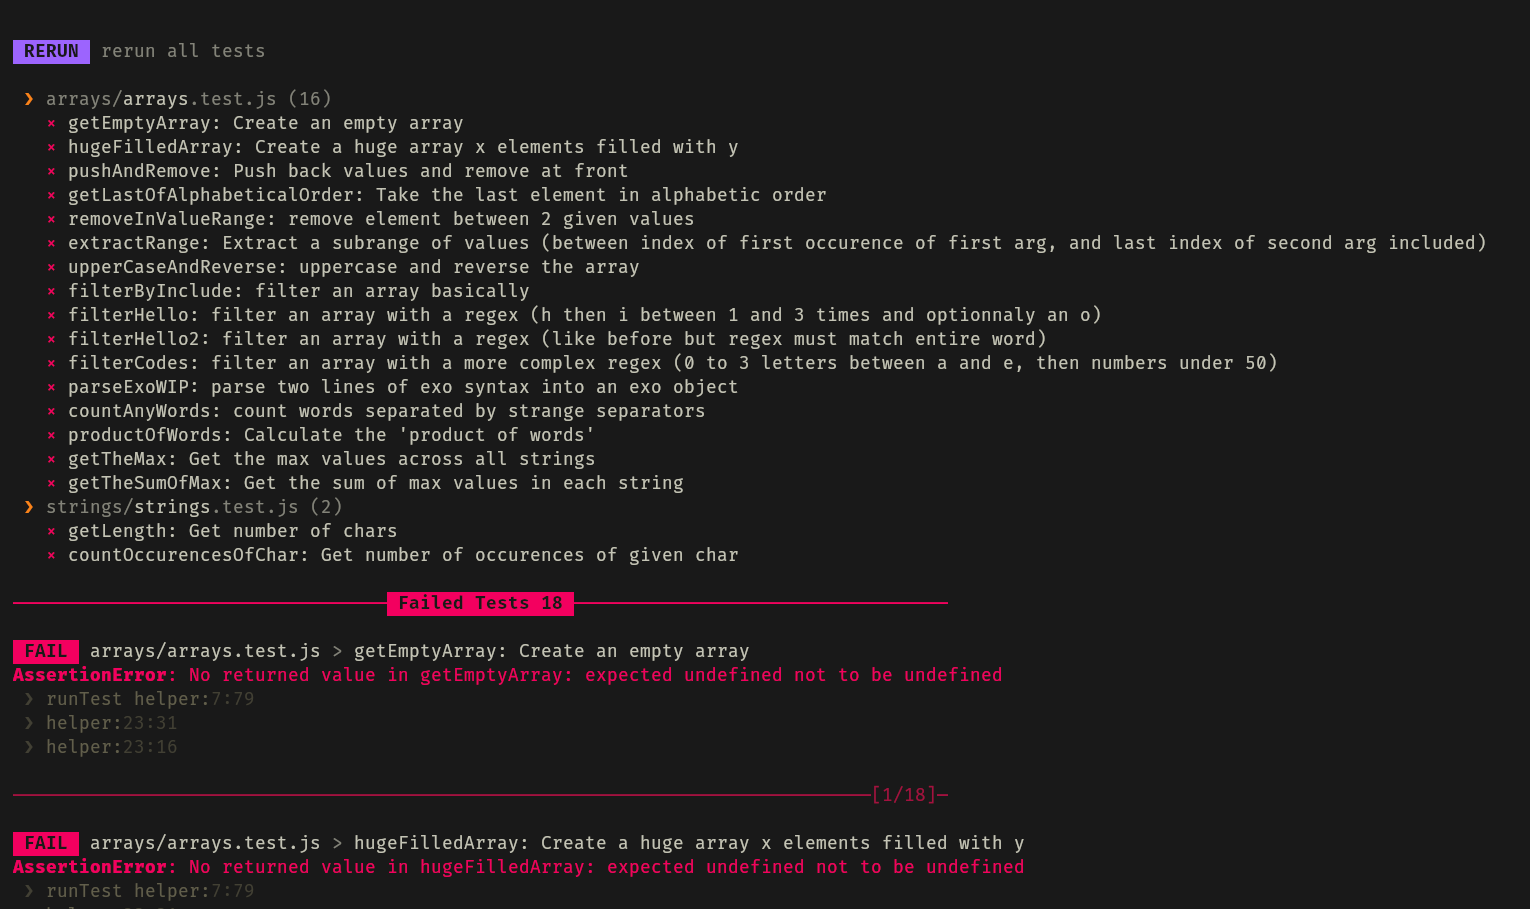 RERUN rerun all tests
❯ arrays/arrays.test.js (16)
× getEmptyArray: Create an empty array
× hugeFilledArray: Create a huge array x elements filled with y
× pushAndRemove: Push back values and remove at front
× getLastOfAlphabeticalOrder: Take the last element in alphabetic order
× removeInValueRange: remove element between 2 given values
× extractRange: Extract a subrange of values (between index of first occurence of first arg, and last index of second arg included)
× upperCaseAndReverse: uppercase and reverse the array
× filterByInclude: filter an array basically
× filterHello: filter an array with a regex (h then i between 1 and 3 times and optionnaly an o)
× filterHello2: filter an array with a regex (like before but regex must match entire word)
× filterCodes: filter an array with a more complex regex (0 to 3 letters between a and e, then numbers under 50)
× parseExoWIP: parse two lines of exo syntax into an exo object
× countAnyWords: count words separated by strange separators
× productOfWords: Calculate the 'product of words'
× getTheMax: Get the max values across all strings
× getTheSumOfMax: Get the sum of max values in each string
❯ strings/strings.test.js (2)
× getLength: Get number of chars
× countOccurencesOfChar: Get number of occurences of given char
Failed Tests 18
FAIL arrays/arrays.test.js > getEmptyArray: Create an empty array
AssertionError: No returned value in getEmptyArray: expected undefined not to be undefined
❯ runTest helper:7:79
❯ helper:23:31
❯ helper:23:16
[1/18]
FAIL arrays/arrays.test.js > hugeFilledArray: Create a huge array x elements filled with y
AssertionError: No returned value in hugeFilledArray: expected undefined not to be undefined
❯ runTest helper:7:79